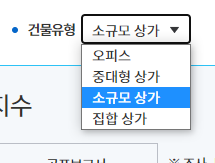 건물유형 소규모 상가
오피스
중대형 상가
소규모 상가
집합 상가
지수